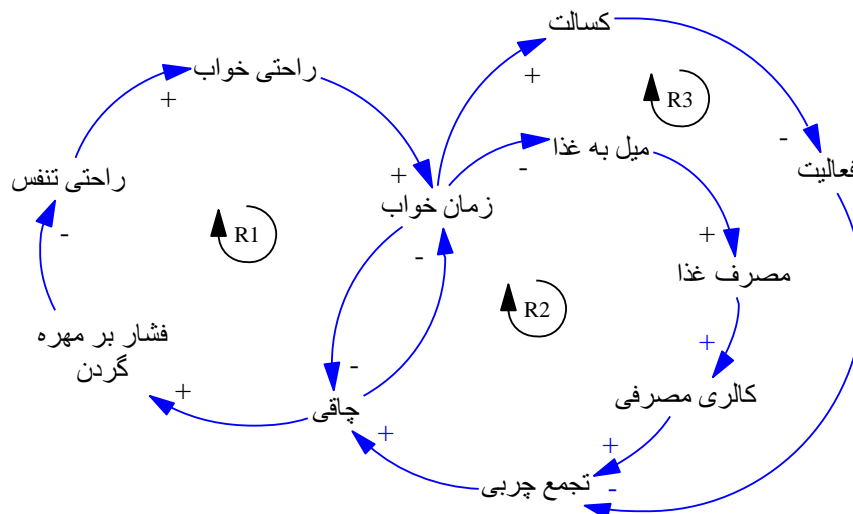 کسالت
+
R3
راحتی خواب
+
-
میل به غذا
-
فعالیت
راحتی تنفس
+
زمان خواب
-
R1
+
مصرف غذا
-
R2
+
فشار بر مهره
گردن
-
+
چاقی
کالری مصرفی
+
+
تجمع چربی
-